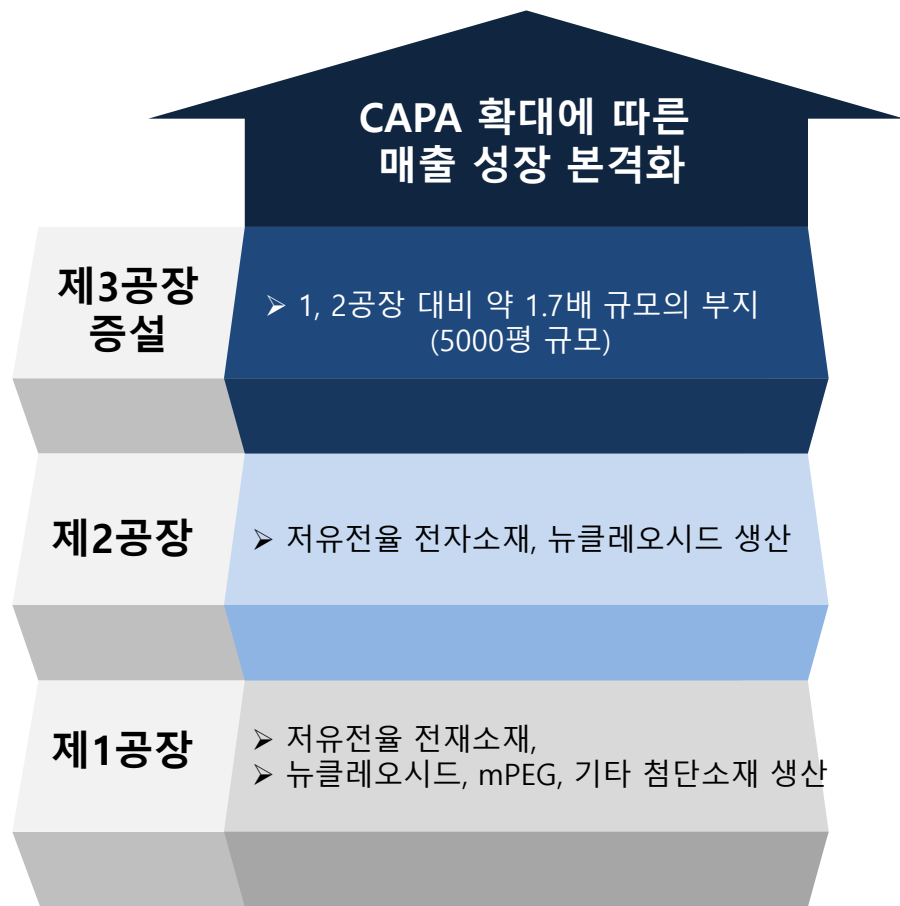 CAPA 확대에 따른
매출 성장 본격화
제3공장
증설
➢ 1, 2공장 대비 약 1.7배 규모의 부지
(5000평 규모)
제2공장
➢ 저유전율 전자소재, 뉴클레오시드 생산
제1공장
➢ 저유전율 전재소재,
➢ 뉴클레오시드, mPEG, 기타 첨단소재 생산